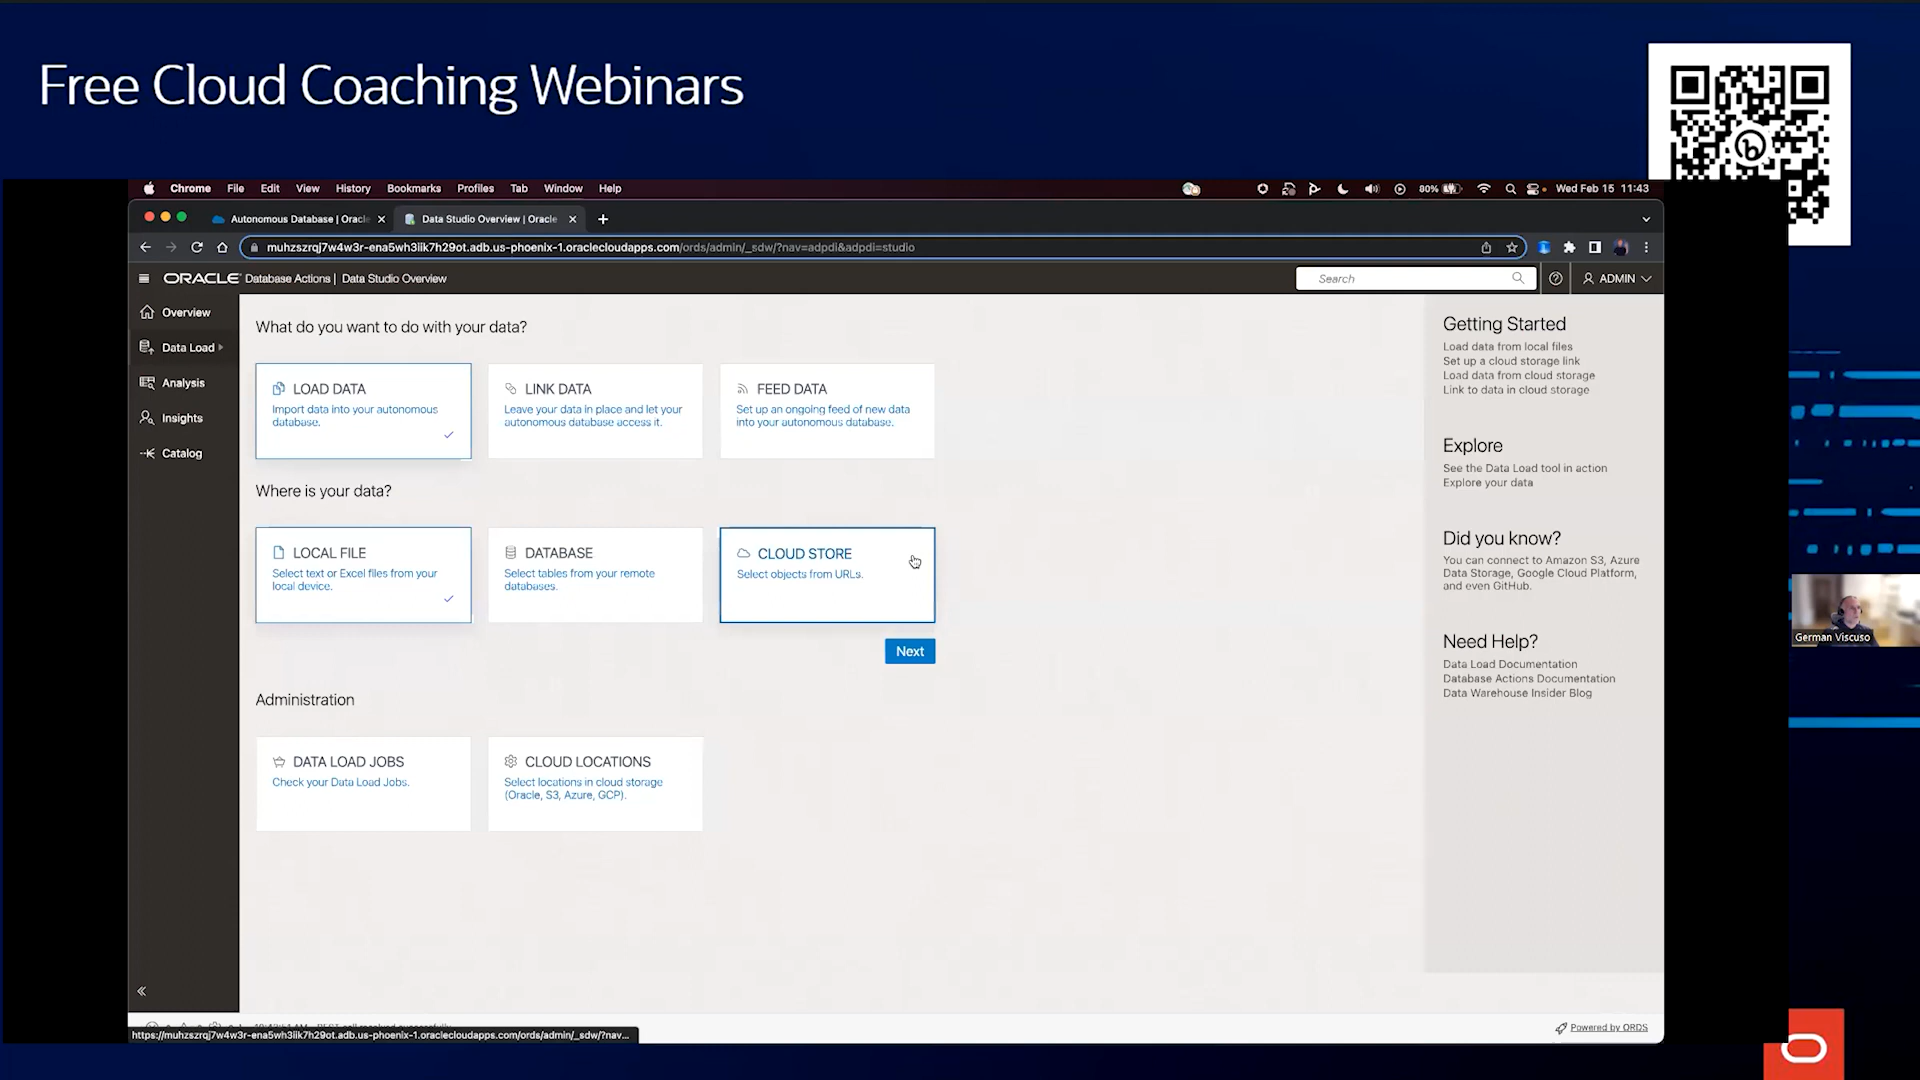 Free Cloud Coaching Webinars
Chrome File Edit View History Bookmarks Profiles Tab Window Help
80% Wed Feb 15 11:43
Autonomous Database | Oracle
Data Studio Overview | Oracle
muhzszrqj7w4w3r-ena5wh3iik7h29ot.adb.us-phoenix-1.oraclecloudapps.com/ords/admin/_sdw/?nav=adpdi&adpdi=studio
ORACLE Database Actions | Data Studio Overview
Search
ADMIN
Overview
Data Load
Analysis
Insights
Catalog
What do you want to do with your data?
LOAD DATA
Import data into your autonomous
database.
LINK DATA
Leave your data in place and let your
autonomous database access it.
FEED DATA
Set up an ongoing feed of new data
into your autonomous database.
Where is your data?
LOCAL FILE
Select text or Excel files from your
local device.
DATABASE
Select tables from your remote
databases.
CLOUD STORE
Select objects from URLs.
Next
Administration
DATA LOAD JOBS
Check your Data Load Jobs.
CLOUD LOCATIONS
Select locations in cloud storage
(Oracle, S3, Azure, GCP).
Getting Started
Load data from local files
Set up a cloud storage link
Load data from cloud storage
Link to data in cloud storage
Explore
See the Data Load tool in action
Explore your data
Did you know?
You can connect to Amazon S3, Azure
Data Storage, Google Cloud Platform,
and even GitHub.
Need Help?
Data Load Documentation
Database Actions Documentation
Data Warehouse Insider Blog
German Viscuso
https://muhzszrqj7w4w3r-ena5wh3iik7h29ot.adb.us-phoenix-1.oraclecloudapps.com/ords/admin/_sdw/?nav...
Powered by ORDS